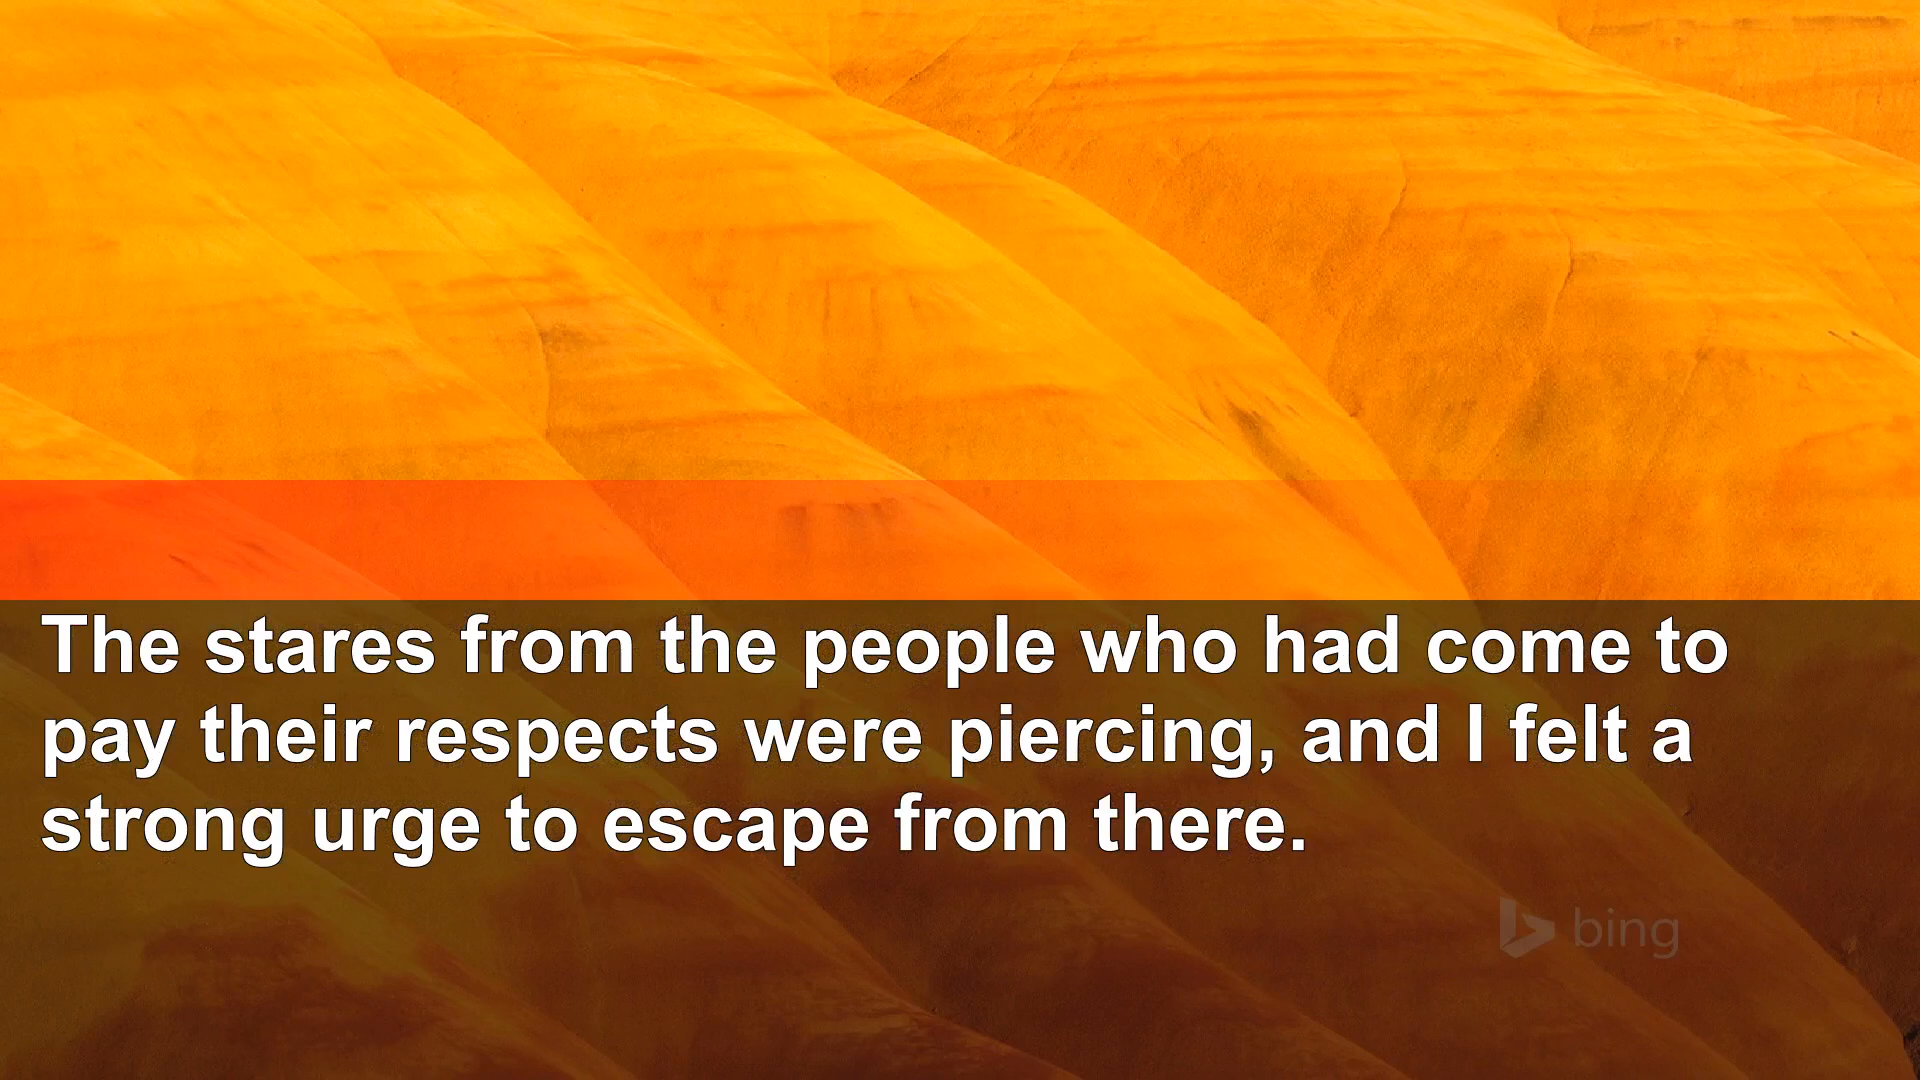 The stares from the people who had come to
pay their respects were piercing, and I felt a
strong urge to escape from there.
bing